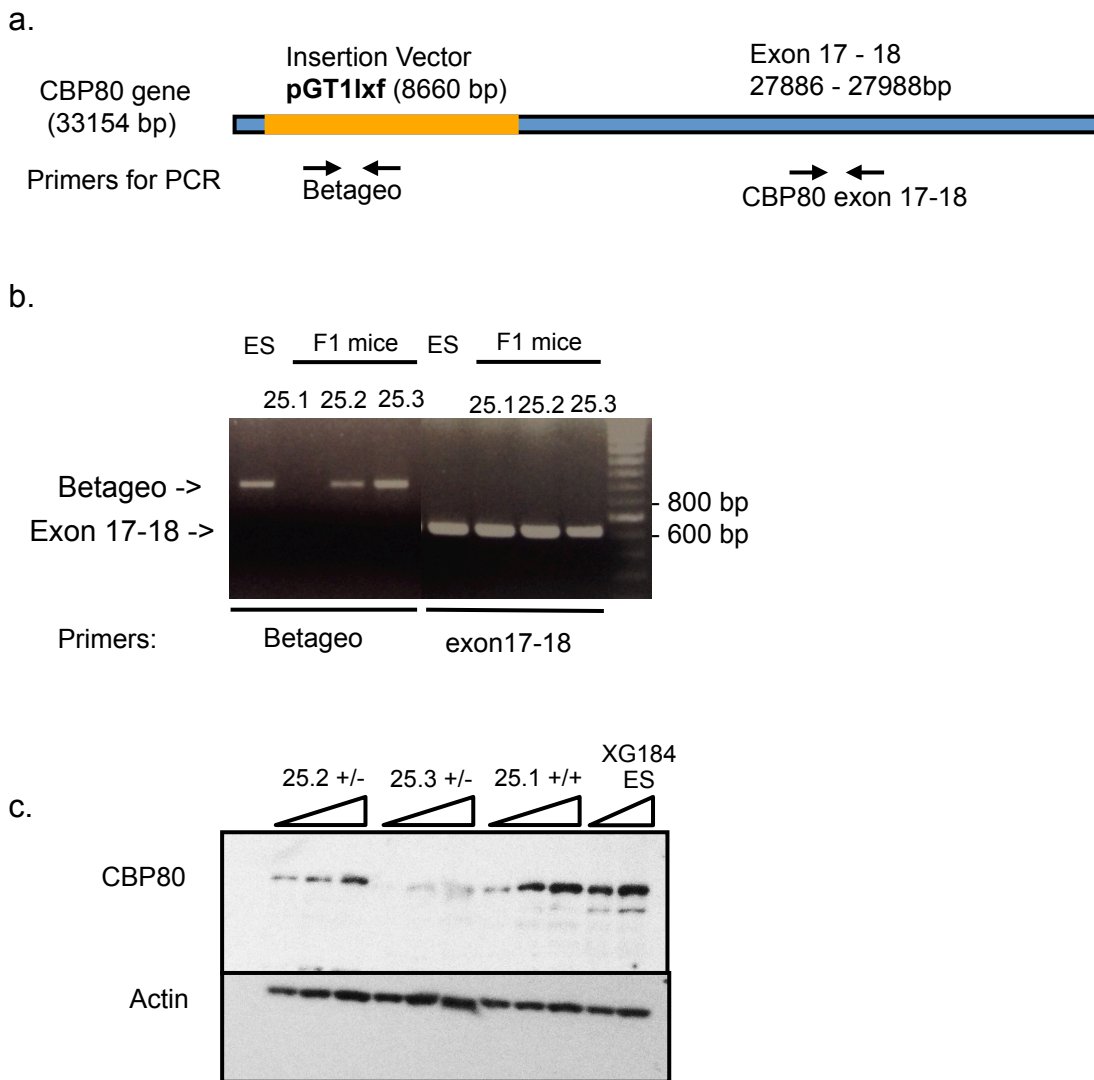 a.
Insertion Vector
pGT1lxf (8660 bp)
Exon 17 - 18
27886 - 27988bp
CBP80 gene
(33154 bp)
Primers for PCR
Betageo
CBP80 exon 17-18
b.
ES F1 mice ES F1 mice
25.1 25.2 25.3 25.1 25.2 25.3
Betageo ->
Exon 17-18 ->
- 800 bp
- 600 bp
Primers: Betageo exon17-18
c.
25.2 +/- 25.3 +/- 25.1 +/+ XG184
ES
CBP80
Actin